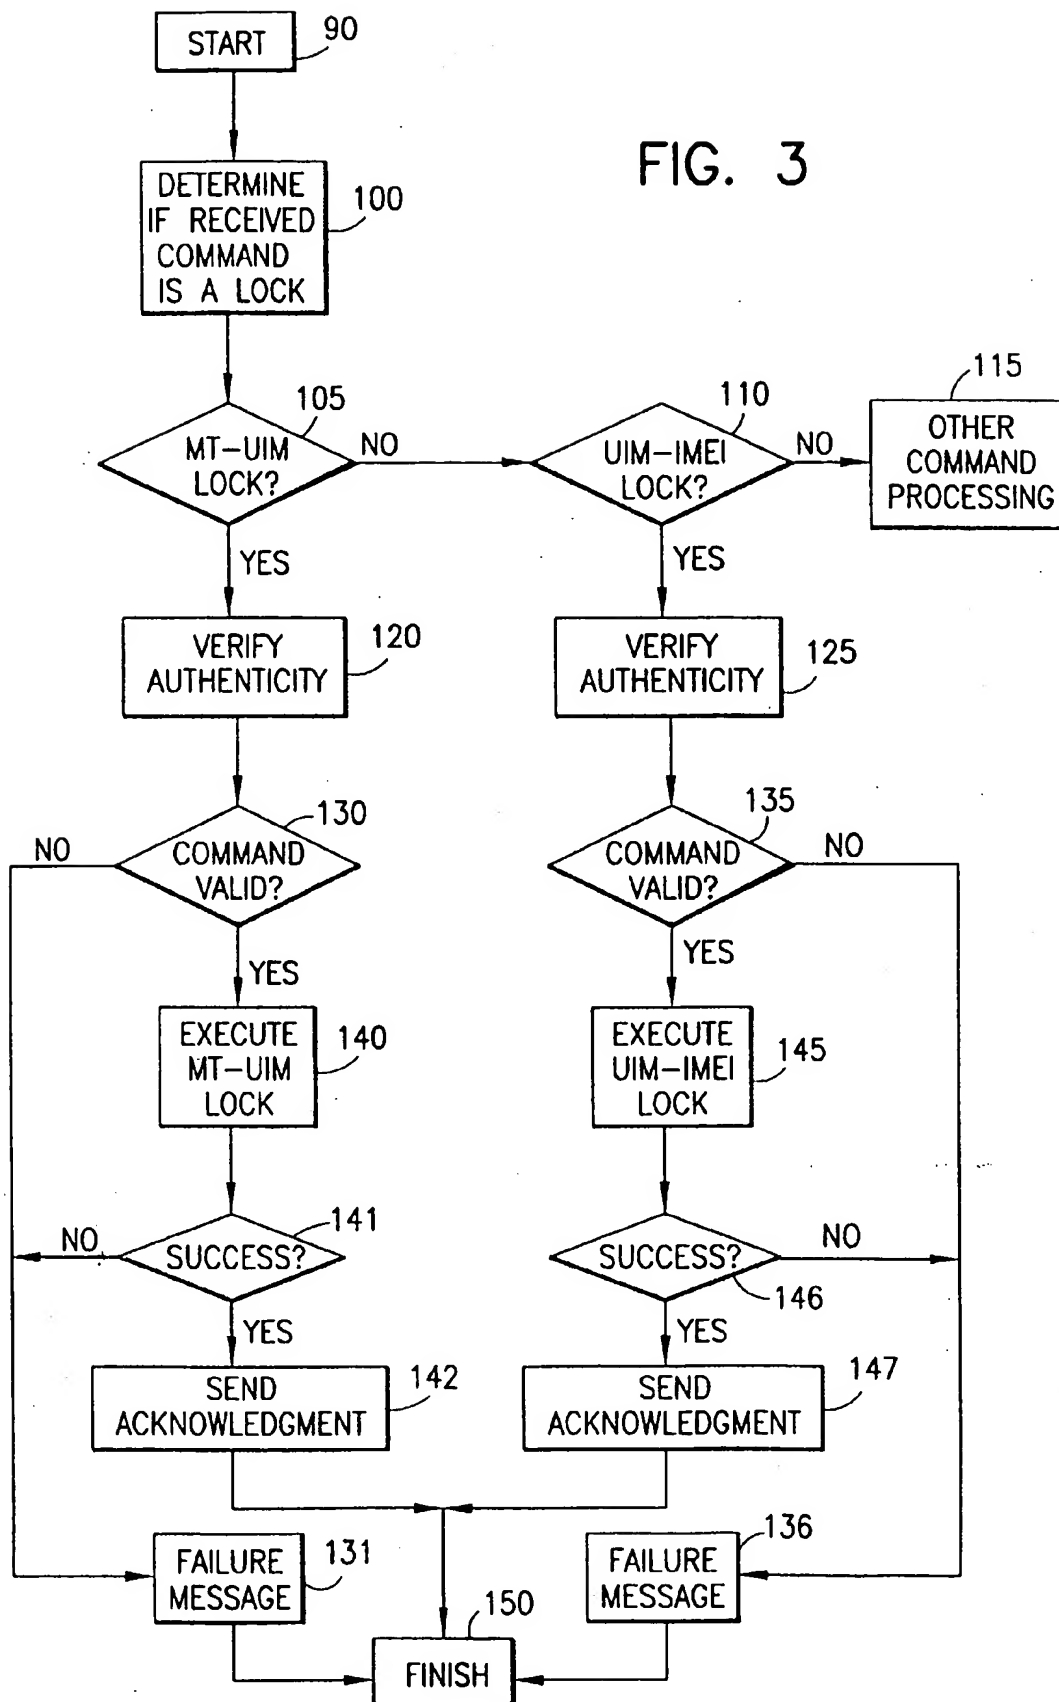 START
90
FIG. 3
DETERMINE
IF RECEIVED
COMMAND
IS A LOCK
100
MT-UIM
LOCK?
105
NO
UIM-IMEI
LOCK?
110
NO
OTHER
COMMAND
PROCESSING
115
YES
YES
VERIFY
AUTHENTICITY
120
VERIFY
AUTHENTICITY
125
NO
COMMAND
VALID?
130
COMMAND
VALID?
135
NO
YES
YES
EXECUTE
MT-UIM
LOCK
140
EXECUTE
UIM-IMEI
LOCK
145
NO
SUCCESS?
141
SUCCESS?
146
NO
YES
YES
SEND
ACKNOWLEDGMENT
142
SEND
ACKNOWLEDGMENT
147
FAILURE
MESSAGE
131
FAILURE
MESSAGE
136
FINISH
150